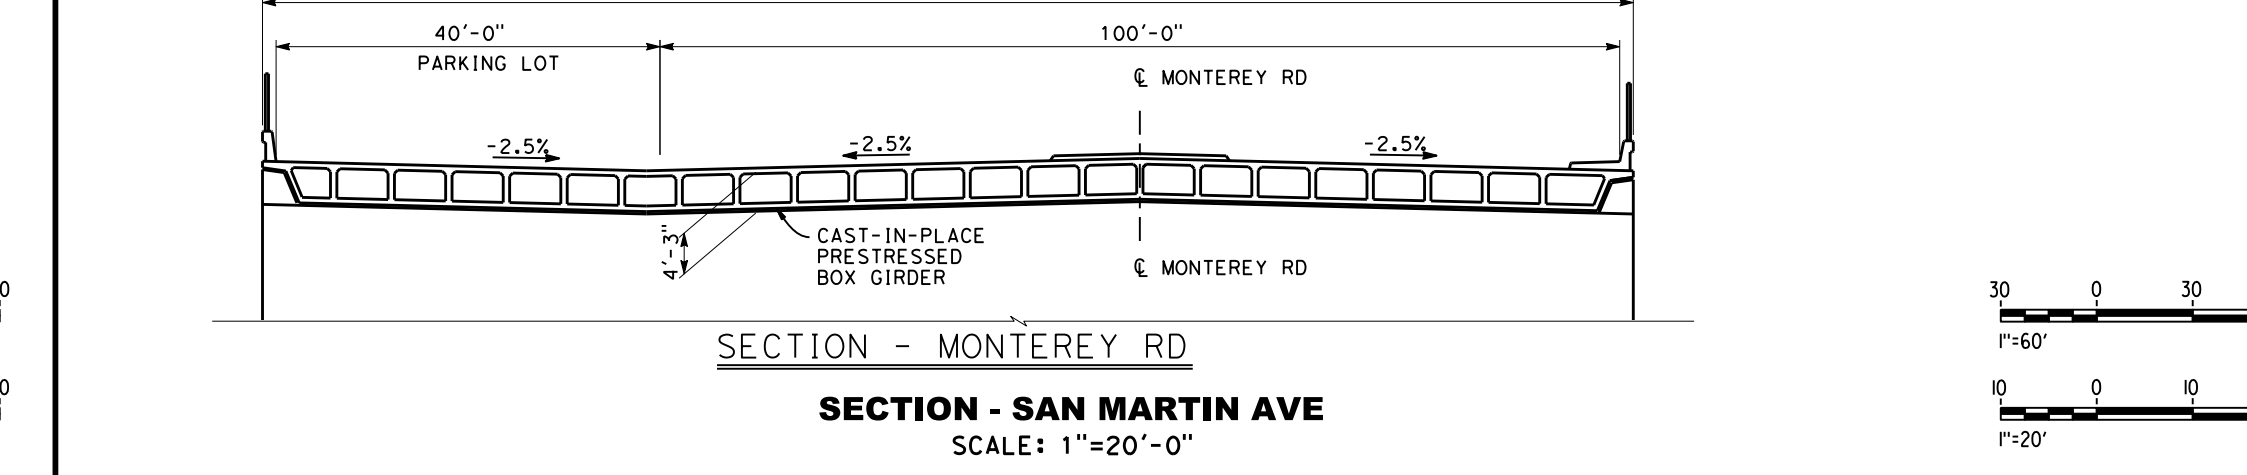 40'-0"
100'-0"
PARKING LOT
℄ MONTEREY RD
-2.5%
-2.5%
-2.5%
4'-3"
CAST-IN-PLACE
PRESTRESSED
BOX GIRDER
℄ MONTEREY RD
SECTION - MONTEREY RD
SECTION - SAN MARTIN AVE
SCALE: 1"=20'-0"
30 0 30
1"=60'
10 0 10
1"=20'